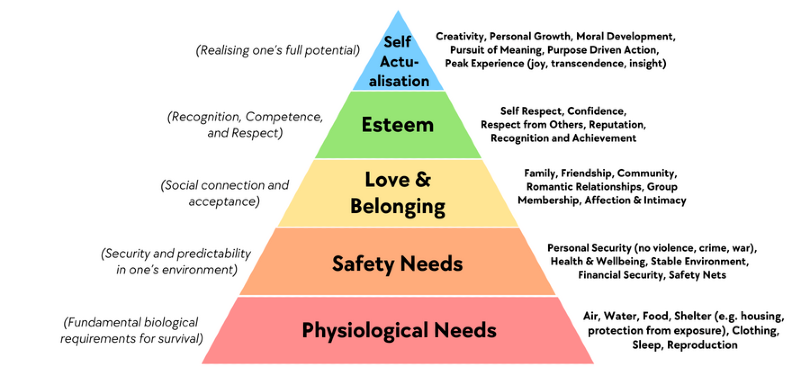 (Realising one's full potential)
Self
Actu-
alisation
Creativity, Personal Growth, Moral Development,
Pursuit of Meaning, Purpose Driven Action,
Peak Experience (joy, transcendence, insight)
(Recognition, Competence,
and Respect)
Esteem
Self Respect, Confidence,
Respect from Others, Reputation,
Recognition and Achievement
(Social connection and
acceptance)
Love &
Belonging
Family, Friendship, Community,
Romantic Relationships, Group
Membership, Affection & Intimacy
(Security and predictability
in one's environment)
Safety Needs
Personal Security (no violence, crime, war),
Health & Wellbeing, Stable Environment,
Financial Security, Safety Nets
(Fundamental biological
requirements for survival)
Physiological Needs
Air, Water, Food, Shelter (e.g. housing,
protection from exposure), Clothing,
Sleep, Reproduction